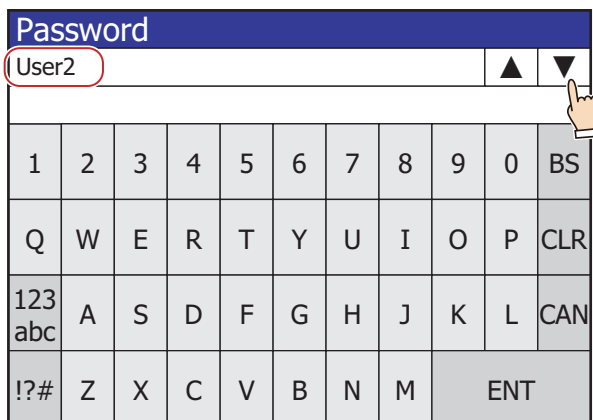 Password
User2 ▲ ▼
1 2 3 4 5 6 7 8 9 0 BS
Q W E R T Y U I O P CLR
123 abc A S D F G H J K L CAN
!?# Z X C V B N M ENT